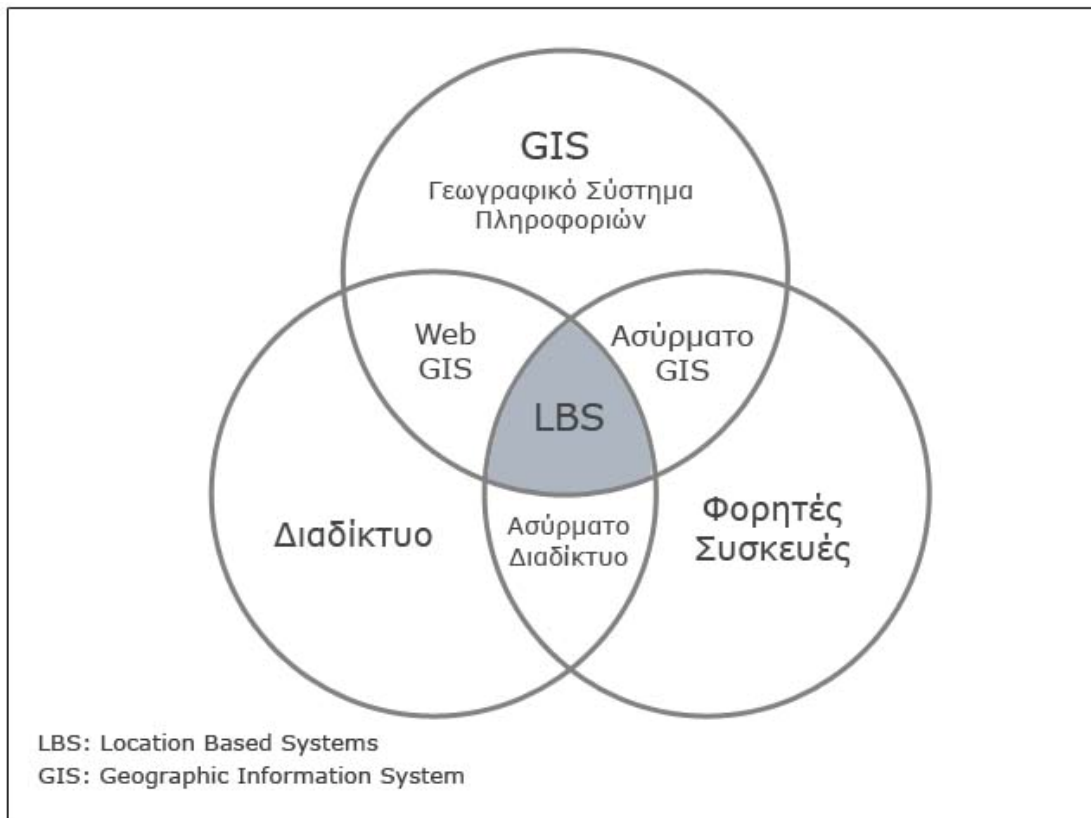 GIS
Γεωγραφικό Σύστημα
Πληροφοριών
Web
GIS
Ασύρματο
GIS
LBS
Διαδίκτυο
Ασύρματο
Διαδίκτυο
Φορητές
Συσκευές
LBS: Location Based Systems
GIS: Geographic Information System